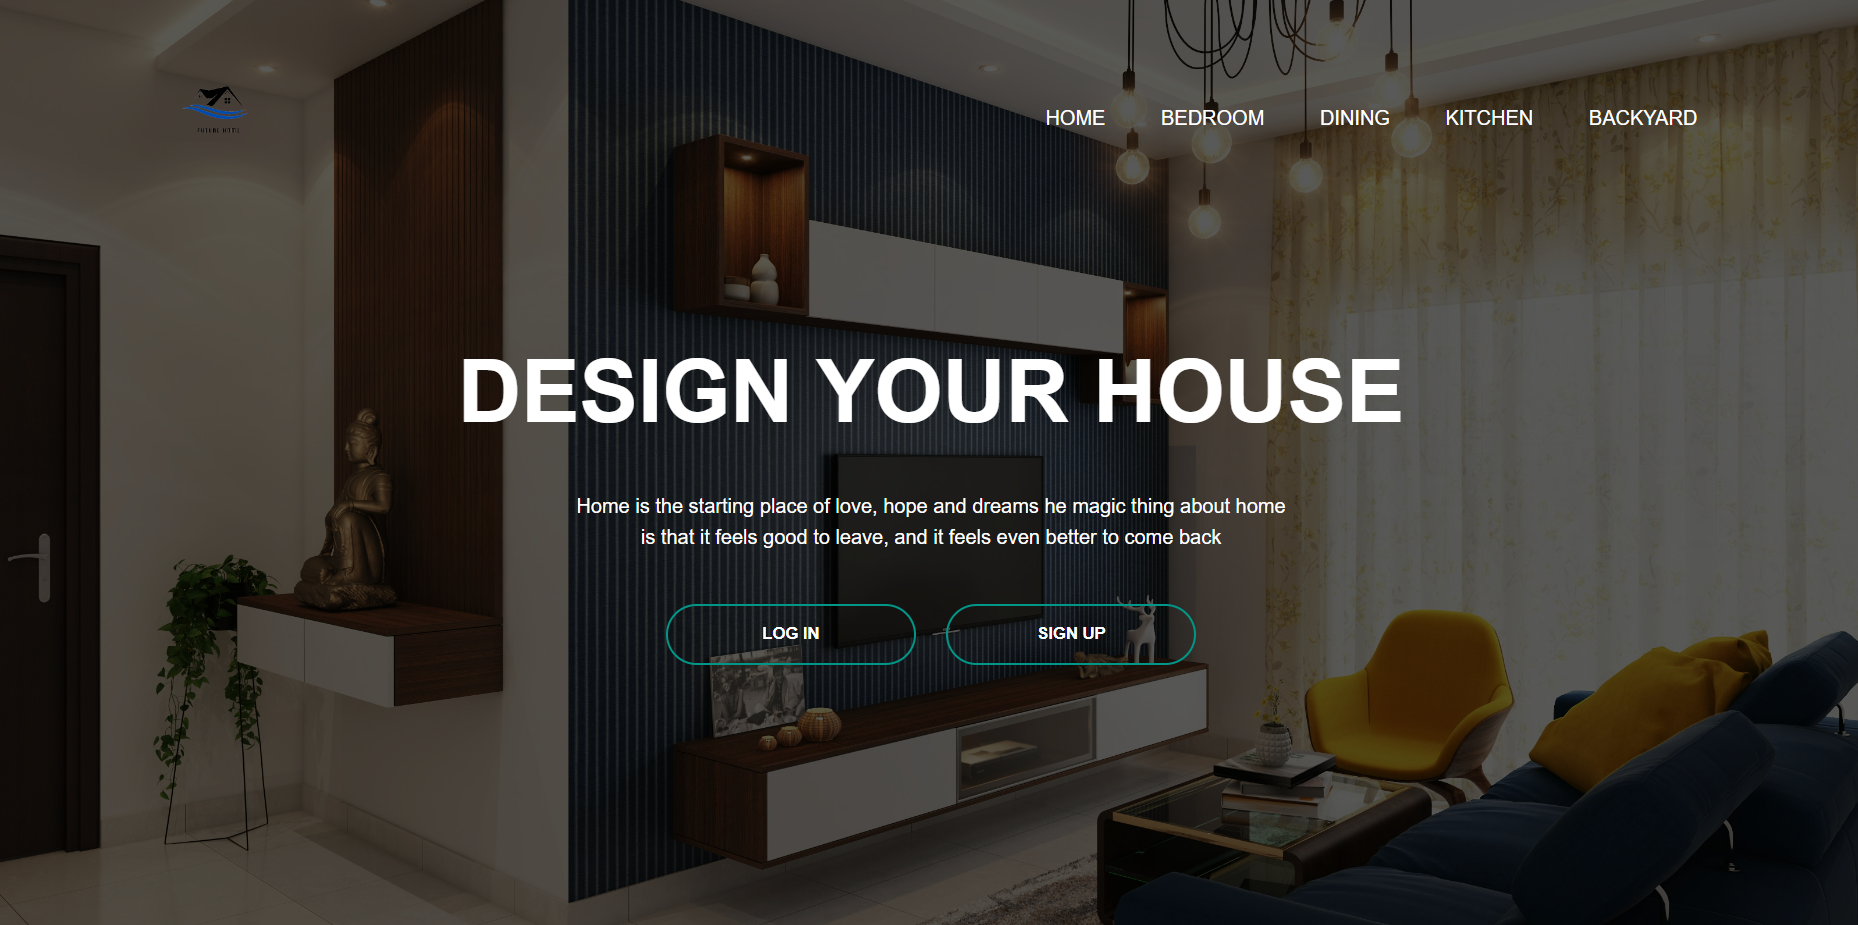 HOME BEDROOM DINING KITCHEN BACKYARD
DESIGN YOUR HOUSE
Home is the starting place of love, hope and dreams he magic thing about home
is that it feels good to leave, and it feels even better to come back
LOG IN SIGN UP